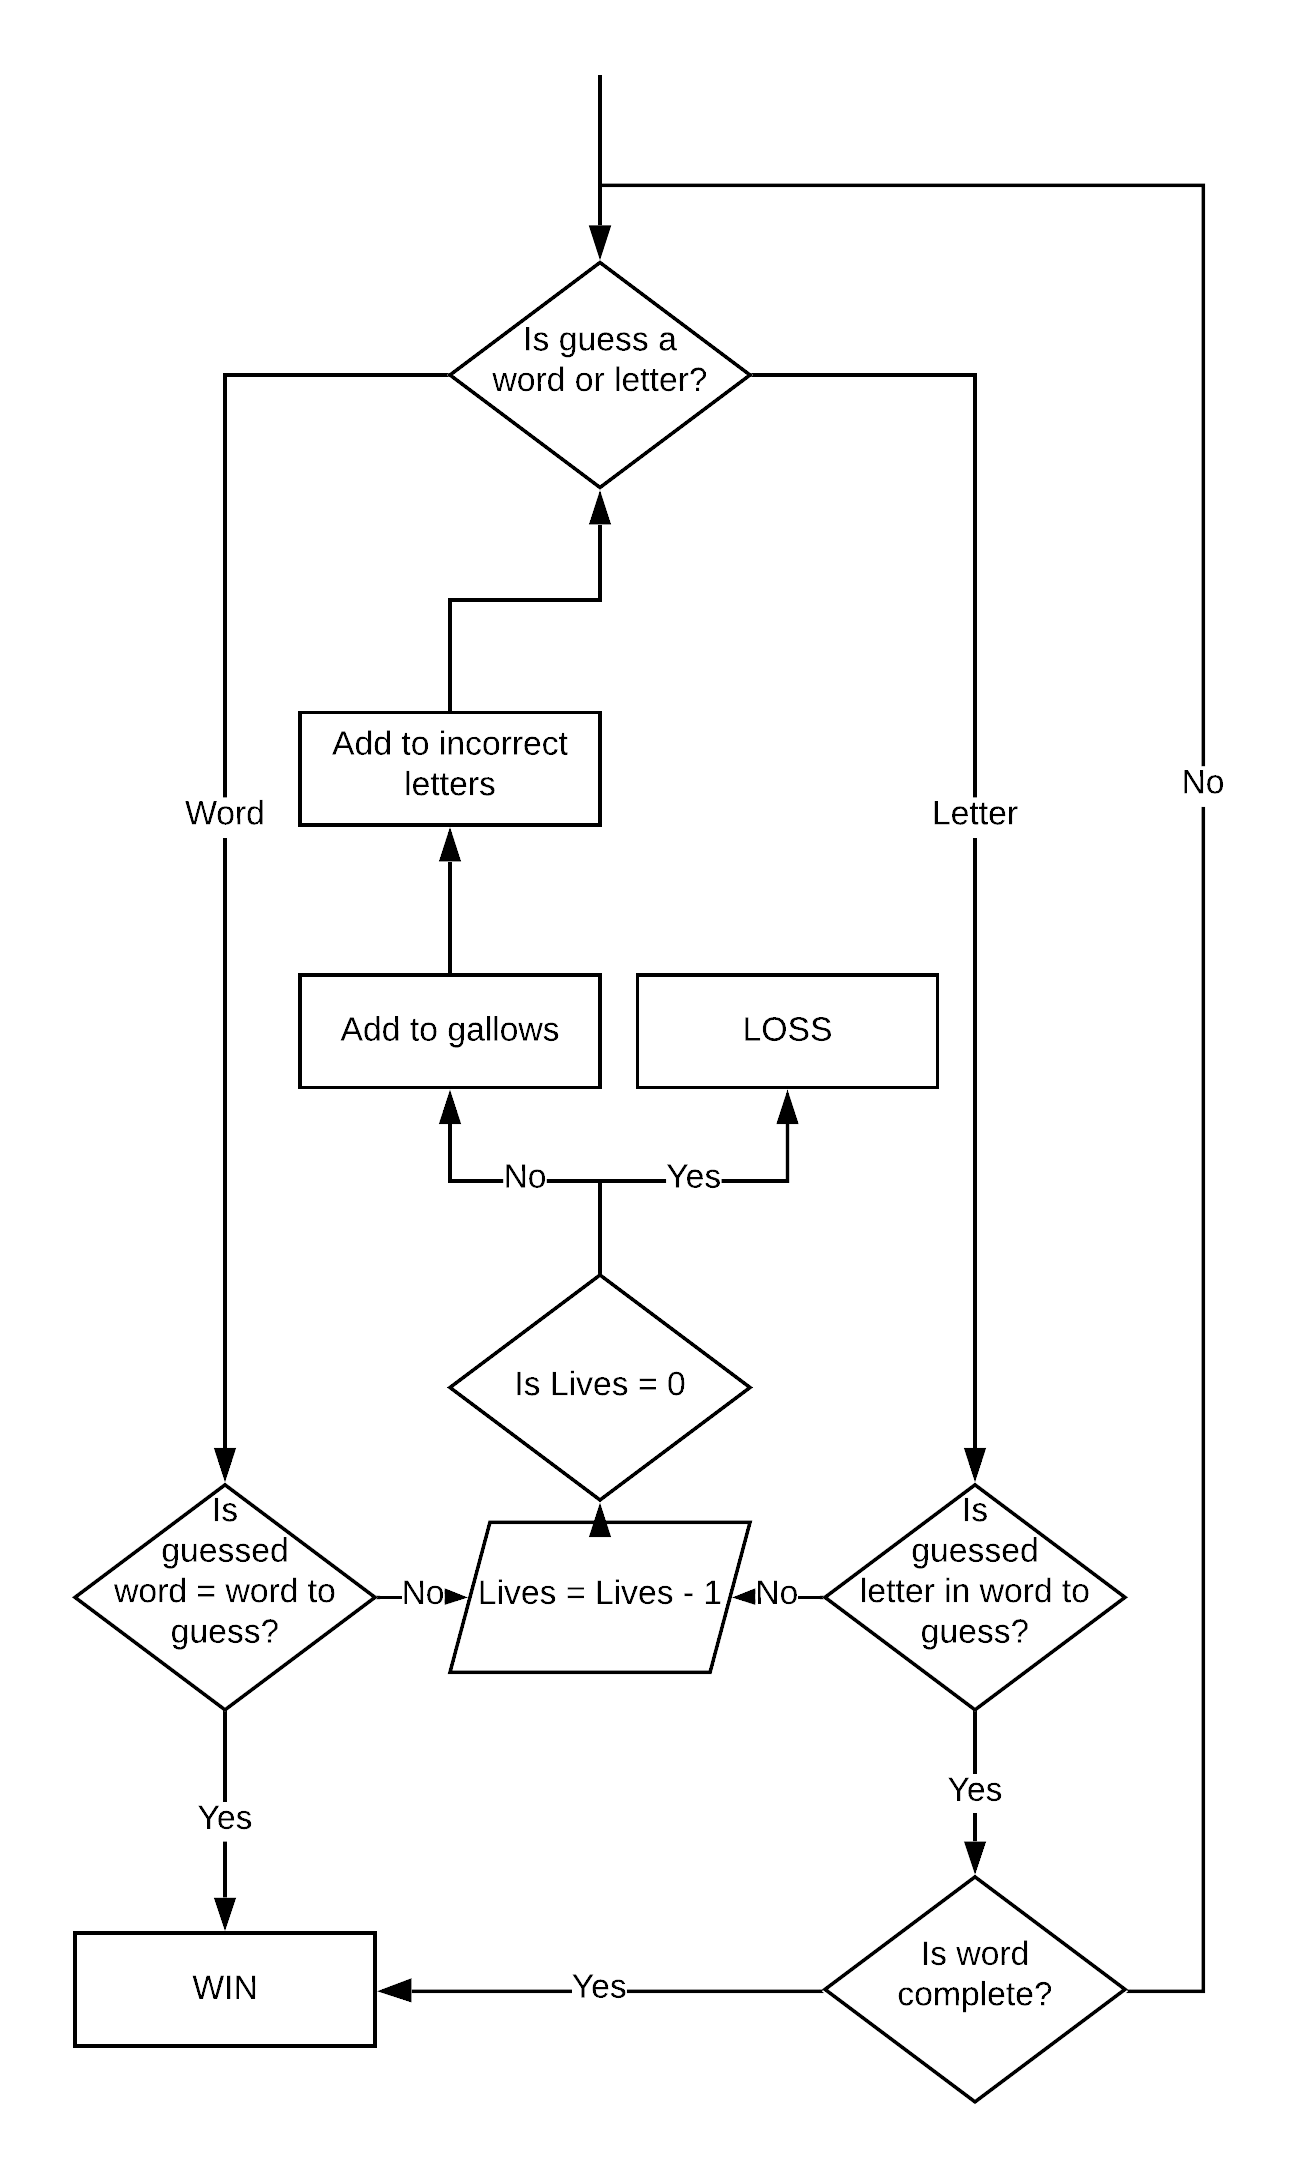 Is guess a
word or letter?
Add to incorrect
letters
Word
Letter
No
Add to gallows
LOSS
No
Yes
Is Lives = 0
Is
guessed
word = word to
guess?
No
Lives = Lives - 1
No
Is
guessed
letter in word to
guess?
Yes
Yes
WIN
Yes
Is word
complete?